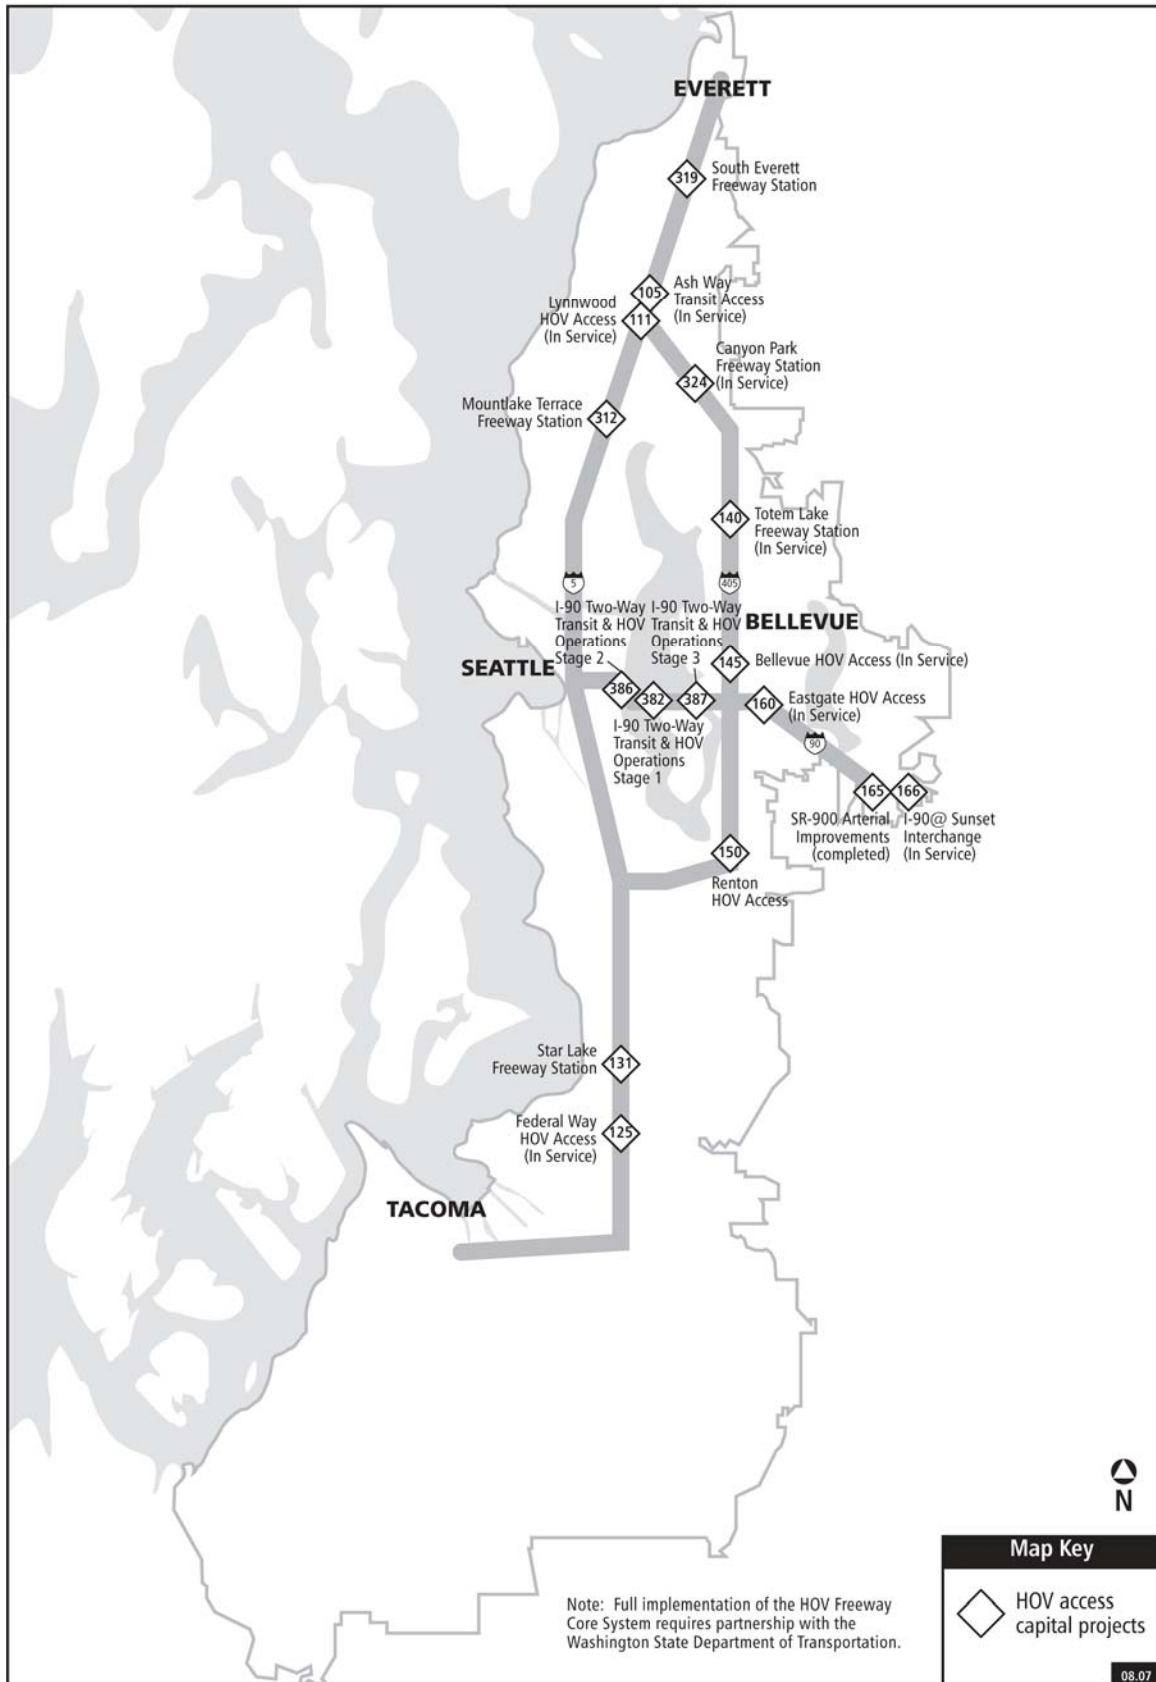 EVERETT
319
South Everett
Freeway Station
105
Ash Way
Transit Access
(In Service)
Lynnwood
HOV Access
(In Service)
111
Canyon Park
Freeway Station
(In Service)
324
Mountlake Terrace
Freeway Station
312
140
Totem Lake
Freeway Station
(In Service)
5
405
I-90 Two-Way
Transit & HOV
Operations
Stage 2
I-90 Two-Way
Transit & HOV
Operations
Stage 3
BELLEVUE
SEATTLE
145
Bellevue HOV Access (In Service)
386
382
387
160
Eastgate HOV Access
(In Service)
I-90 Two-Way
Transit & HOV
Operations
Stage 1
90
165
166
SR-900 Arterial
Improvements
(completed)
I-90@ Sunset
Interchange
(In Service)
150
Renton
HOV Access
Star Lake
Freeway Station
131
Federal Way
HOV Access
(In Service)
125
TACOMA
N
Note: Full implementation of the HOV Freeway
Core System requires partnership with the
Washington State Department of Transportation.
Map Key
HOV access
capital projects
08.07